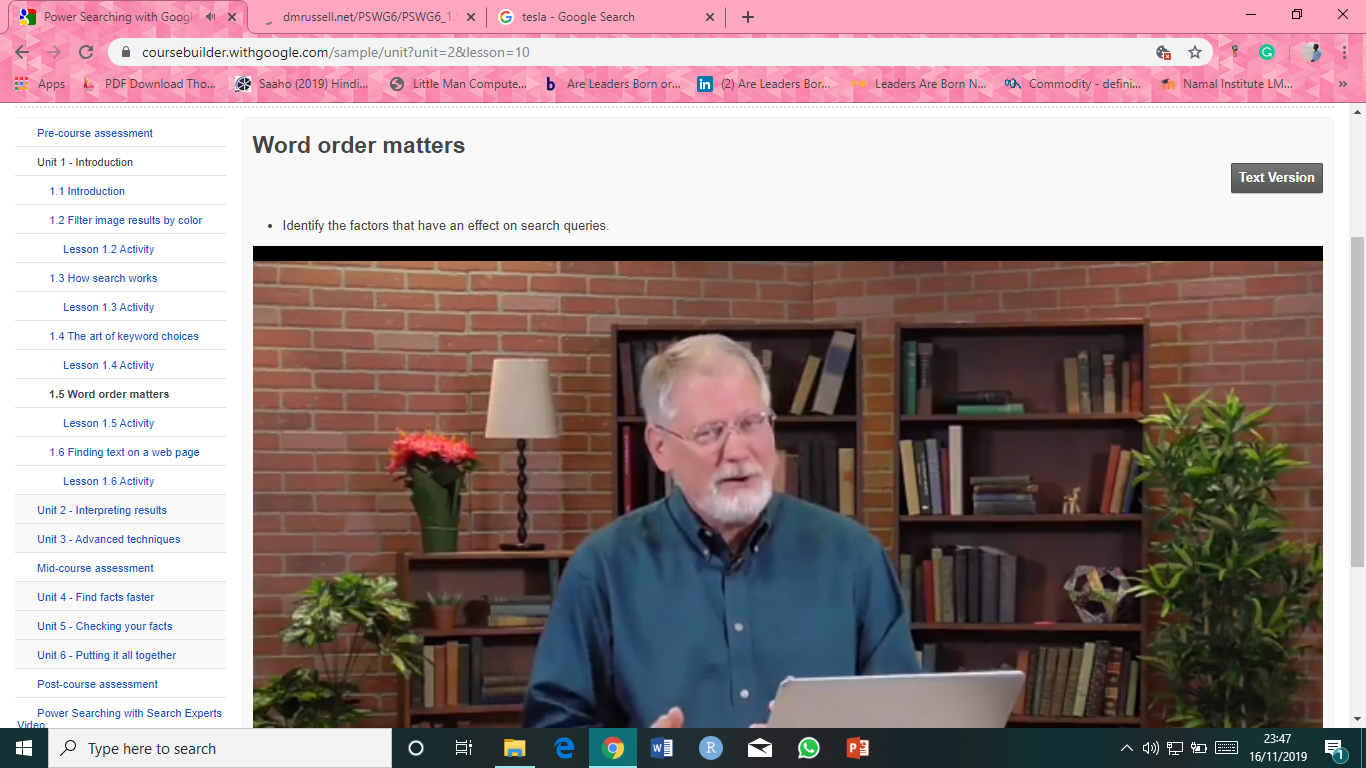 Power Searching with Googl
dmrussell.net/PSWG6/PSWG6_1.
tesla - Google Search
coursebuilder.withgoogle.com/sample/unit?unit=2&lesson=10
Apps
PDF Download Tho...
Saaho (2019) Hindi...
Little Man Compute...
Are Leaders Born or...
(2) Are Leaders Bor...
Leaders Are Born N...
Commodity - defini...
Namal Institute LM...
Pre-course assessment
Unit 1 - Introduction
1.1 Introduction
1.2 Filter image results by color
Lesson 1.2 Activity
1.3 How search works
Lesson 1.3 Activity
1.4 The art of keyword choices
Lesson 1.4 Activity
1.5 Word order matters
Lesson 1.5 Activity
1.6 Finding text on a web page
Lesson 1.6 Activity
Unit 2 - Interpreting results
Unit 3 - Advanced techniques
Mid-course assessment
Unit 4 - Find facts faster
Unit 5 - Checking your facts
Unit 6 - Putting it all together
Post-course assessment
Power Searching with Search Experts
Video
Word order matters
Text Version
Identify the factors that have an effect on search queries.
Type here to search
23:47
16/11/2019
1